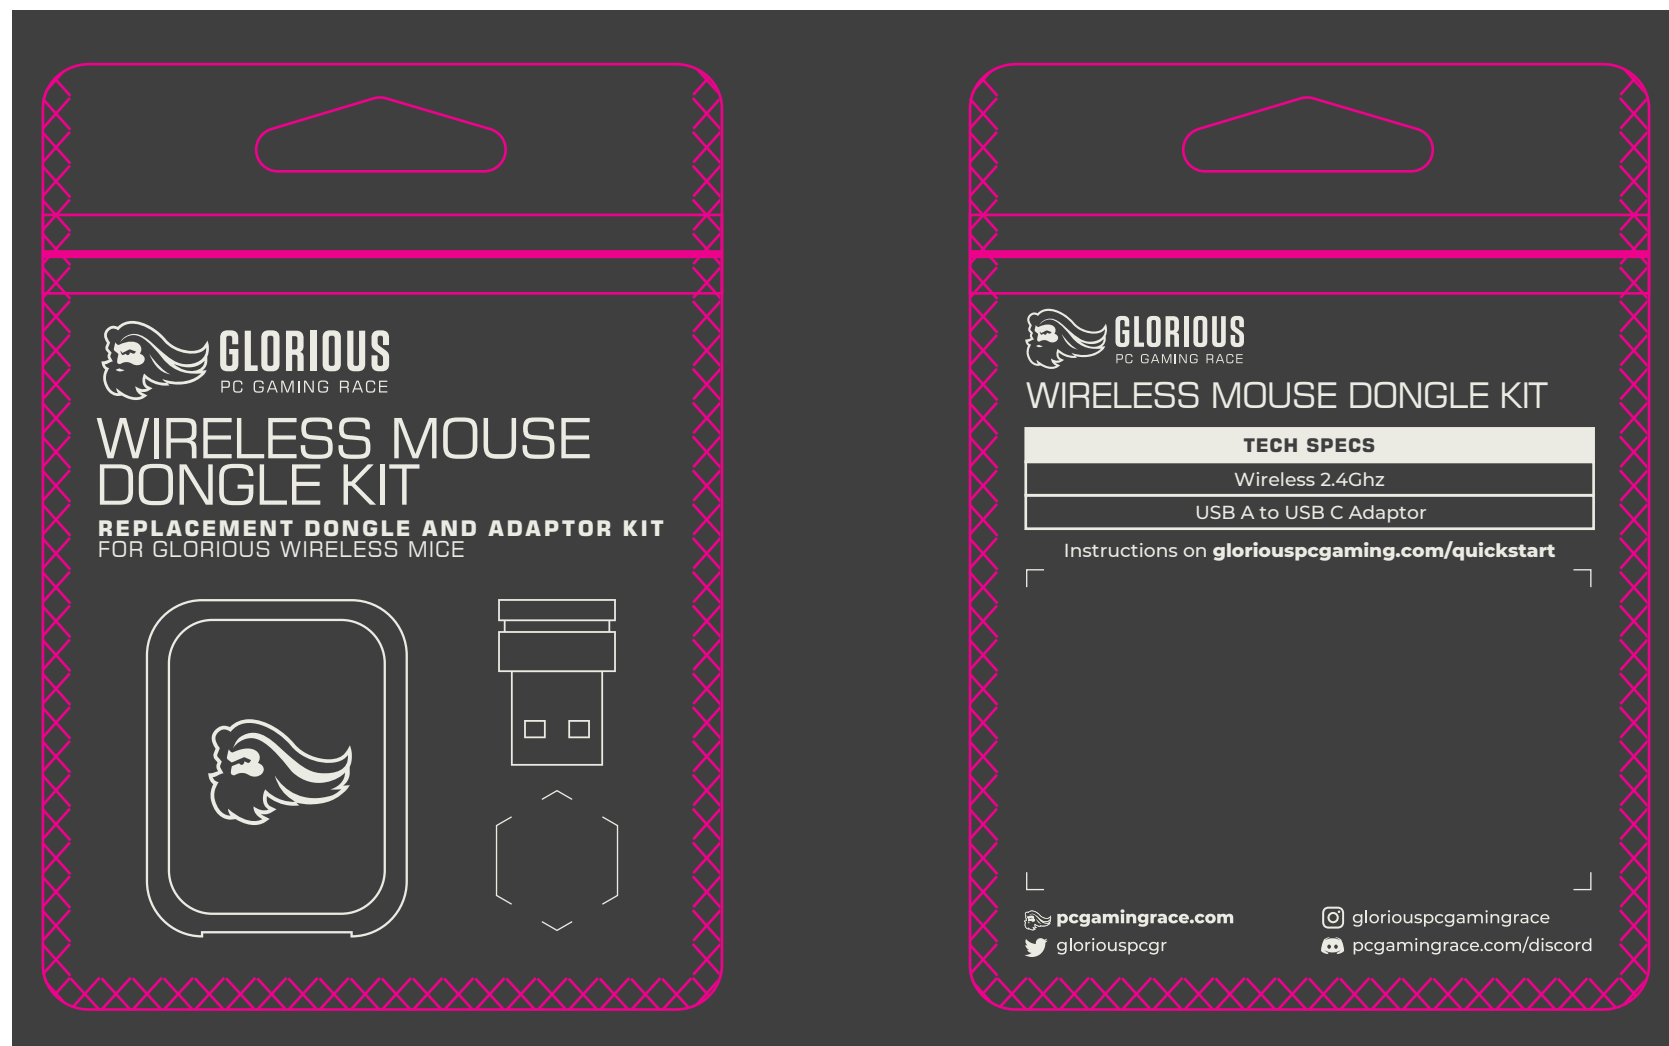 GLORIOUS
PC GAMING RACE
WIRELESS MOUSE
DONGLE KIT
REPLACEMENT DONGLE AND ADAPTOR KIT
FOR GLORIOUS WIRELESS MICE
GLORIOUS
PC GAMING RACE
WIRELESS MOUSE DONGLE KIT
TECH SPECS
Wireless 2.4Ghz
USB A to USB C Adaptor
Instructions on gloriouspcgaming.com/quickstart
pcgamingrace.com
gloriouspcgamingrace
gloriouspcgr
pcgamingrace.com/discord